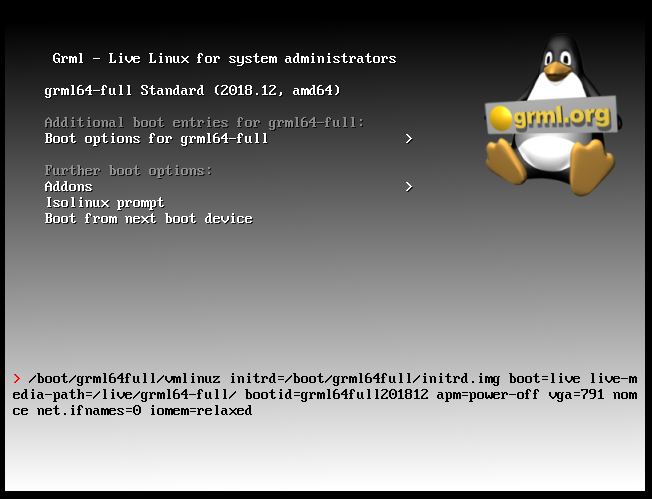 Grml - Live Linux for system administrators
grml64-full Standard (2018.12, amd64)
Additional boot entries for grml64-full:
Boot options for grml64-full >
Further boot options:
Addons >
Isolinux prompt
Boot from next boot device
grml.org
> /boot/grml64full/vmlinuz initrd=/boot/grml64full/initrd.img boot=live live-m
edia-path=/live/grml64-full/ bootid=grml64full201812 apm=power-off vga=791 nom
ce net.ifnames=0 iomem=relaxed